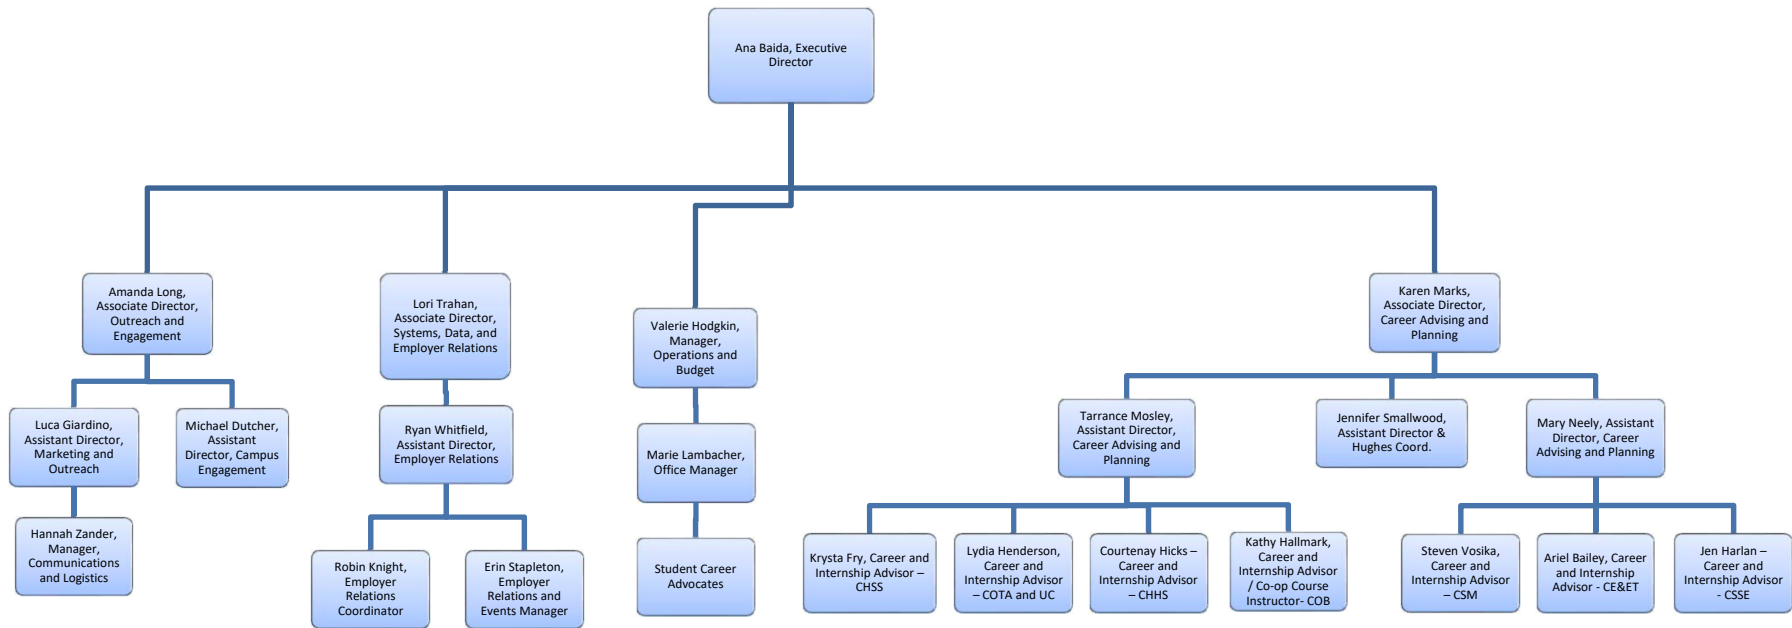 Ana Baida, Executive
Director
Amanda Long,
Associate Director,
Outreach and
Engagement
Lori Trahan,
Associate Director,
Systems, Data, and
Employer Relations
Valerie Hodgkin,
Manager,
Operations and
Budget
Karen Marks,
Associate Director,
Career Advising and
Planning
Luca Giardino,
Assistant Director,
Marketing and
Outreach
Michael Dutcher,
Assistant
Director, Campus
Engagement
Ryan Whitfield,
Assistant Director,
Employer Relations
Marie Lambacher,
Office Manager
Tarrance Mosley,
Assistant Director,
Career Advising and
Planning
Jennifer Smallwood,
Assistant Director &
Hughes Coord.
Mary Neely, Assistant
Director, Career
Advising and Planning
Hannah Zander,
Manager,
Communications
and Logistics
Robin Knight,
Employer
Relations
Coordinator
Erin Stapleton,
Employer
Relations and
Events Manager
Student Career
Advocates
Krysta Fry, Career and
Internship Advisor –
CHSS
Lydia Henderson,
Career and
Internship Advisor
– COTA and UC
Courtenay Hicks –
Career and
Internship Advisor
– CHHS
Kathy Hallmark,
Career and
Internship Advisor
/ Co-op Course
Instructor- COB
Steven Vosika,
Career and
Internship Advisor
– CSM
Ariel Bailey, Career
and Internship
Advisor - CE&ET
Jen Harlan –
Career and
Internship Advisor
- CSSE